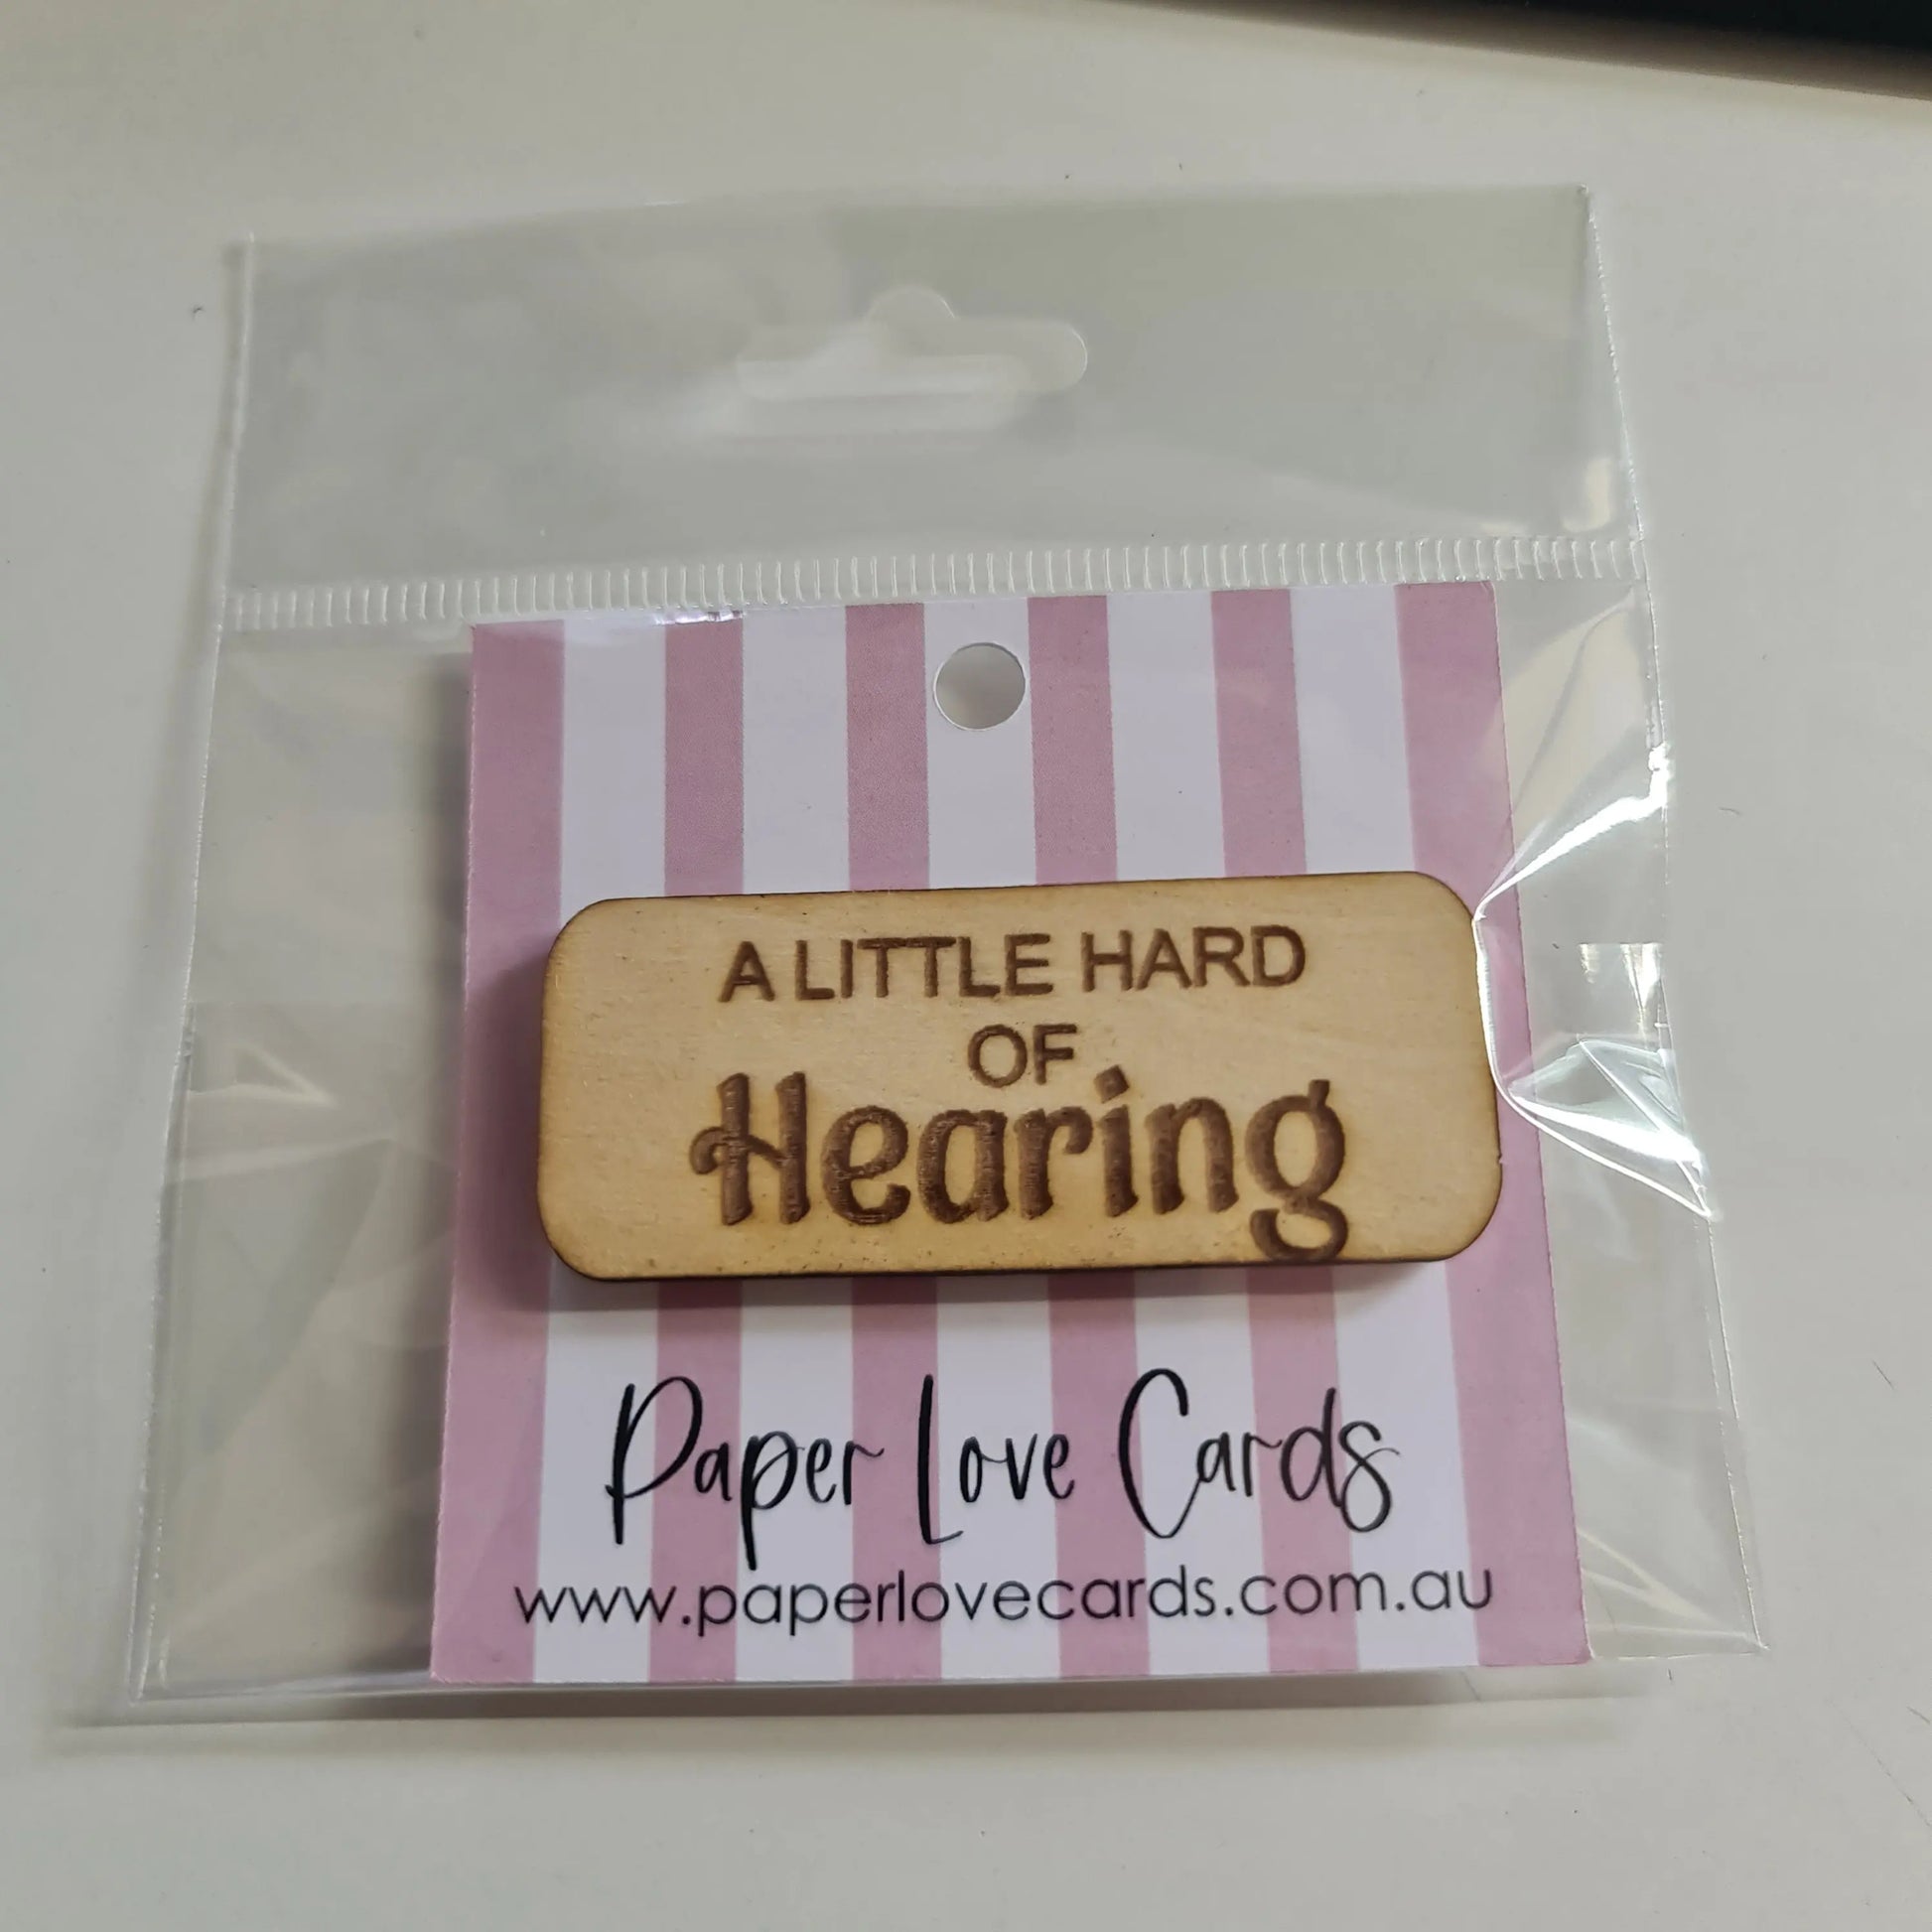 A LITTLE HARD
OF
Hearing
Paper Love Cards
www.paperlovecards.com.au